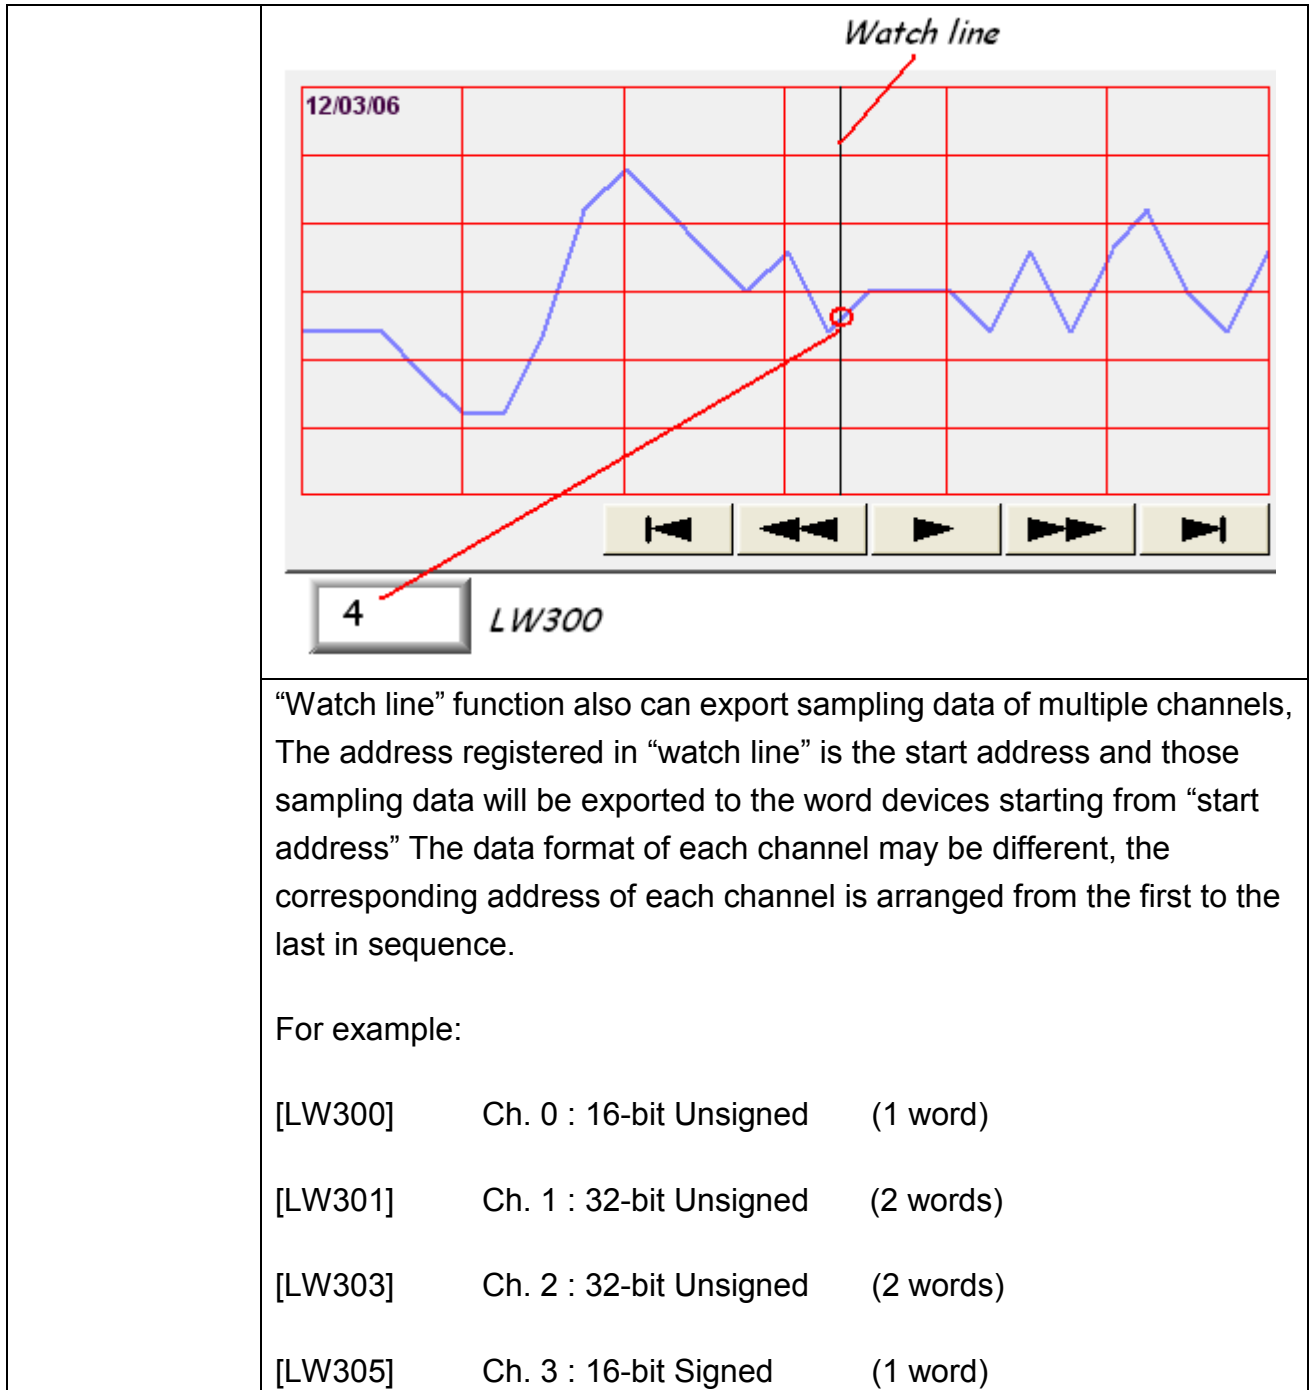 Watch line
12/03/06
4
LW300
“Watch line” function also can export sampling data of multiple channels,
The address registered in “watch line” is the start address and those
sampling data will be exported to the word devices starting from “start
address” The data format of each channel may be different, the
corresponding address of each channel is arranged from the first to the
last in sequence.
For example:
[LW300] Ch. 0 : 16-bit Unsigned (1 word)
[LW301] Ch. 1 : 32-bit Unsigned (2 words)
[LW303] Ch. 2 : 32-bit Unsigned (2 words)
[LW305] Ch. 3 : 16-bit Signed (1 word)